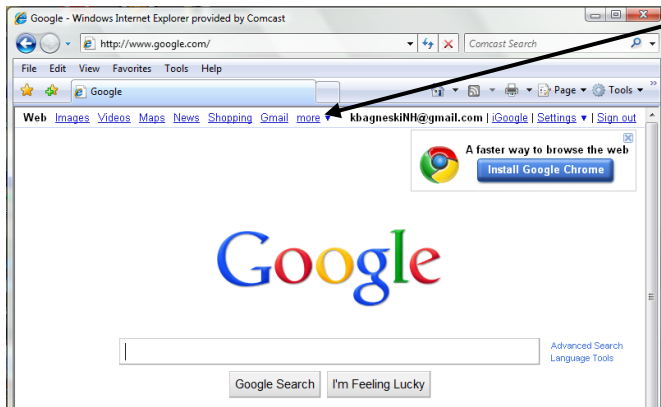 Google - Windows Internet Explorer provided by Comcast
http://www.google.com/
Comcast Search
File Edit View Favorites Tools Help
Google
Page Tools
Web Images Videos Maps News Shopping Gmail more kbagneskiNH@gmail.com | iGoogle | Settings | Sign out
A faster way to browse the web
Install Google Chrome
Google
Advanced Search
Language Tools
Google Search I'm Feeling Lucky